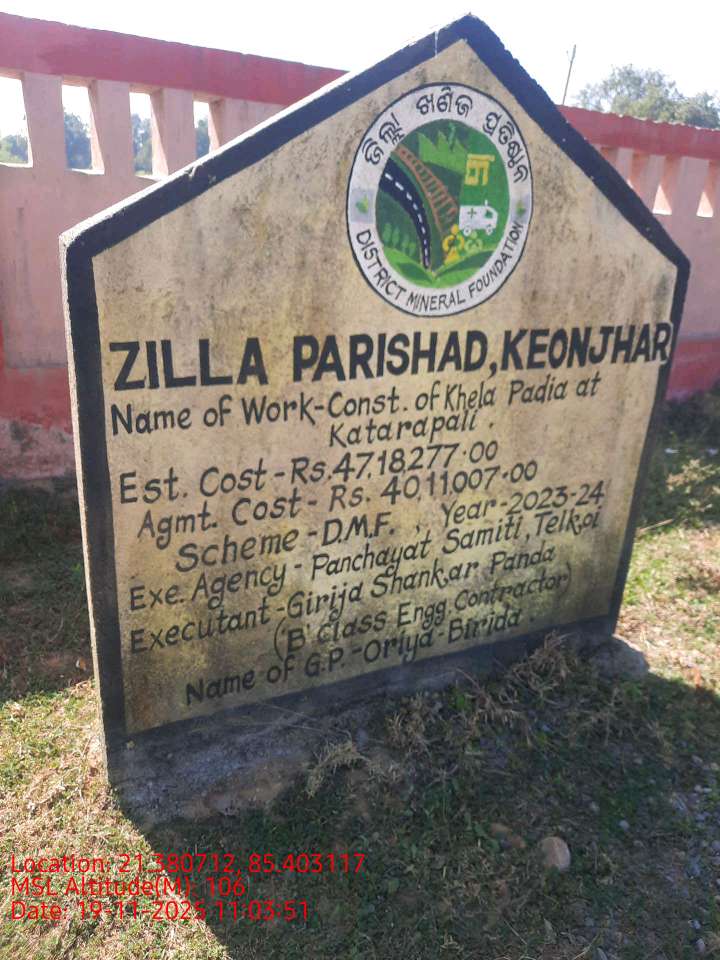 ଜିଲ୍ଲା ଖଣିଜ ପ୍ରତିଷ୍ଠାନ
DISTRICT MINERAL FOUNDATION
ZILLA PARISHAD, KEONJHAR
Name of Work-Const. of Khela Padia at
Katarapali.
Est. Cost-Rs.47,18,277.00
Agmt. Cost- Rs. 40,11,007.00
Scheme-D.M.F., Year-2023-24
Exe. Agency- Panchayat Samiti, Telkoi
Executant-Girija Shankar Panda
('B' Class Engg. Contractor)
Name of G.P.-Oriya-Birida.
Location: 21.380712, 85.403117
MSL Altitude(M): 106
Date: 19-11-2025 11:03:51